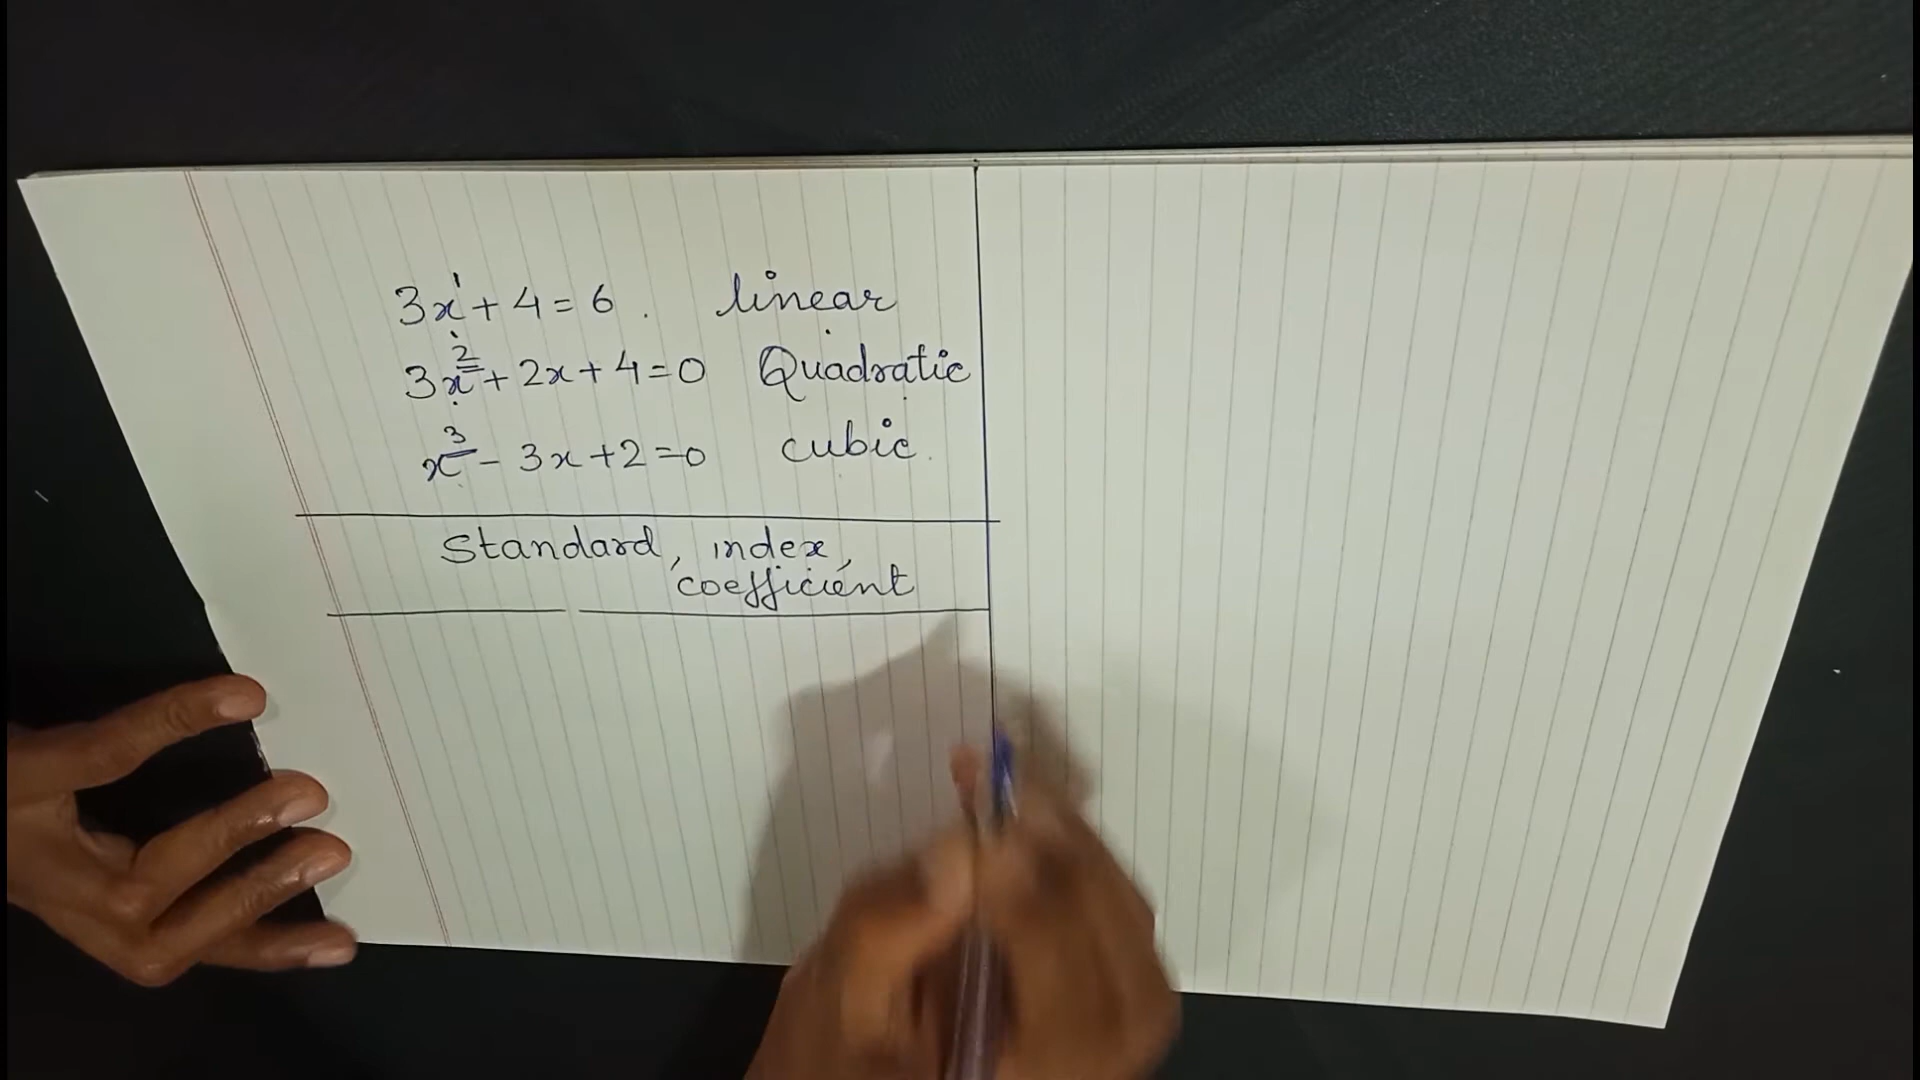 3x¹ + 4 = 6 . linear
3x² + 2x + 4 = 0 Quadratic
x³ - 3x + 2 = 0 cubic.
Standard, index,
coefficient